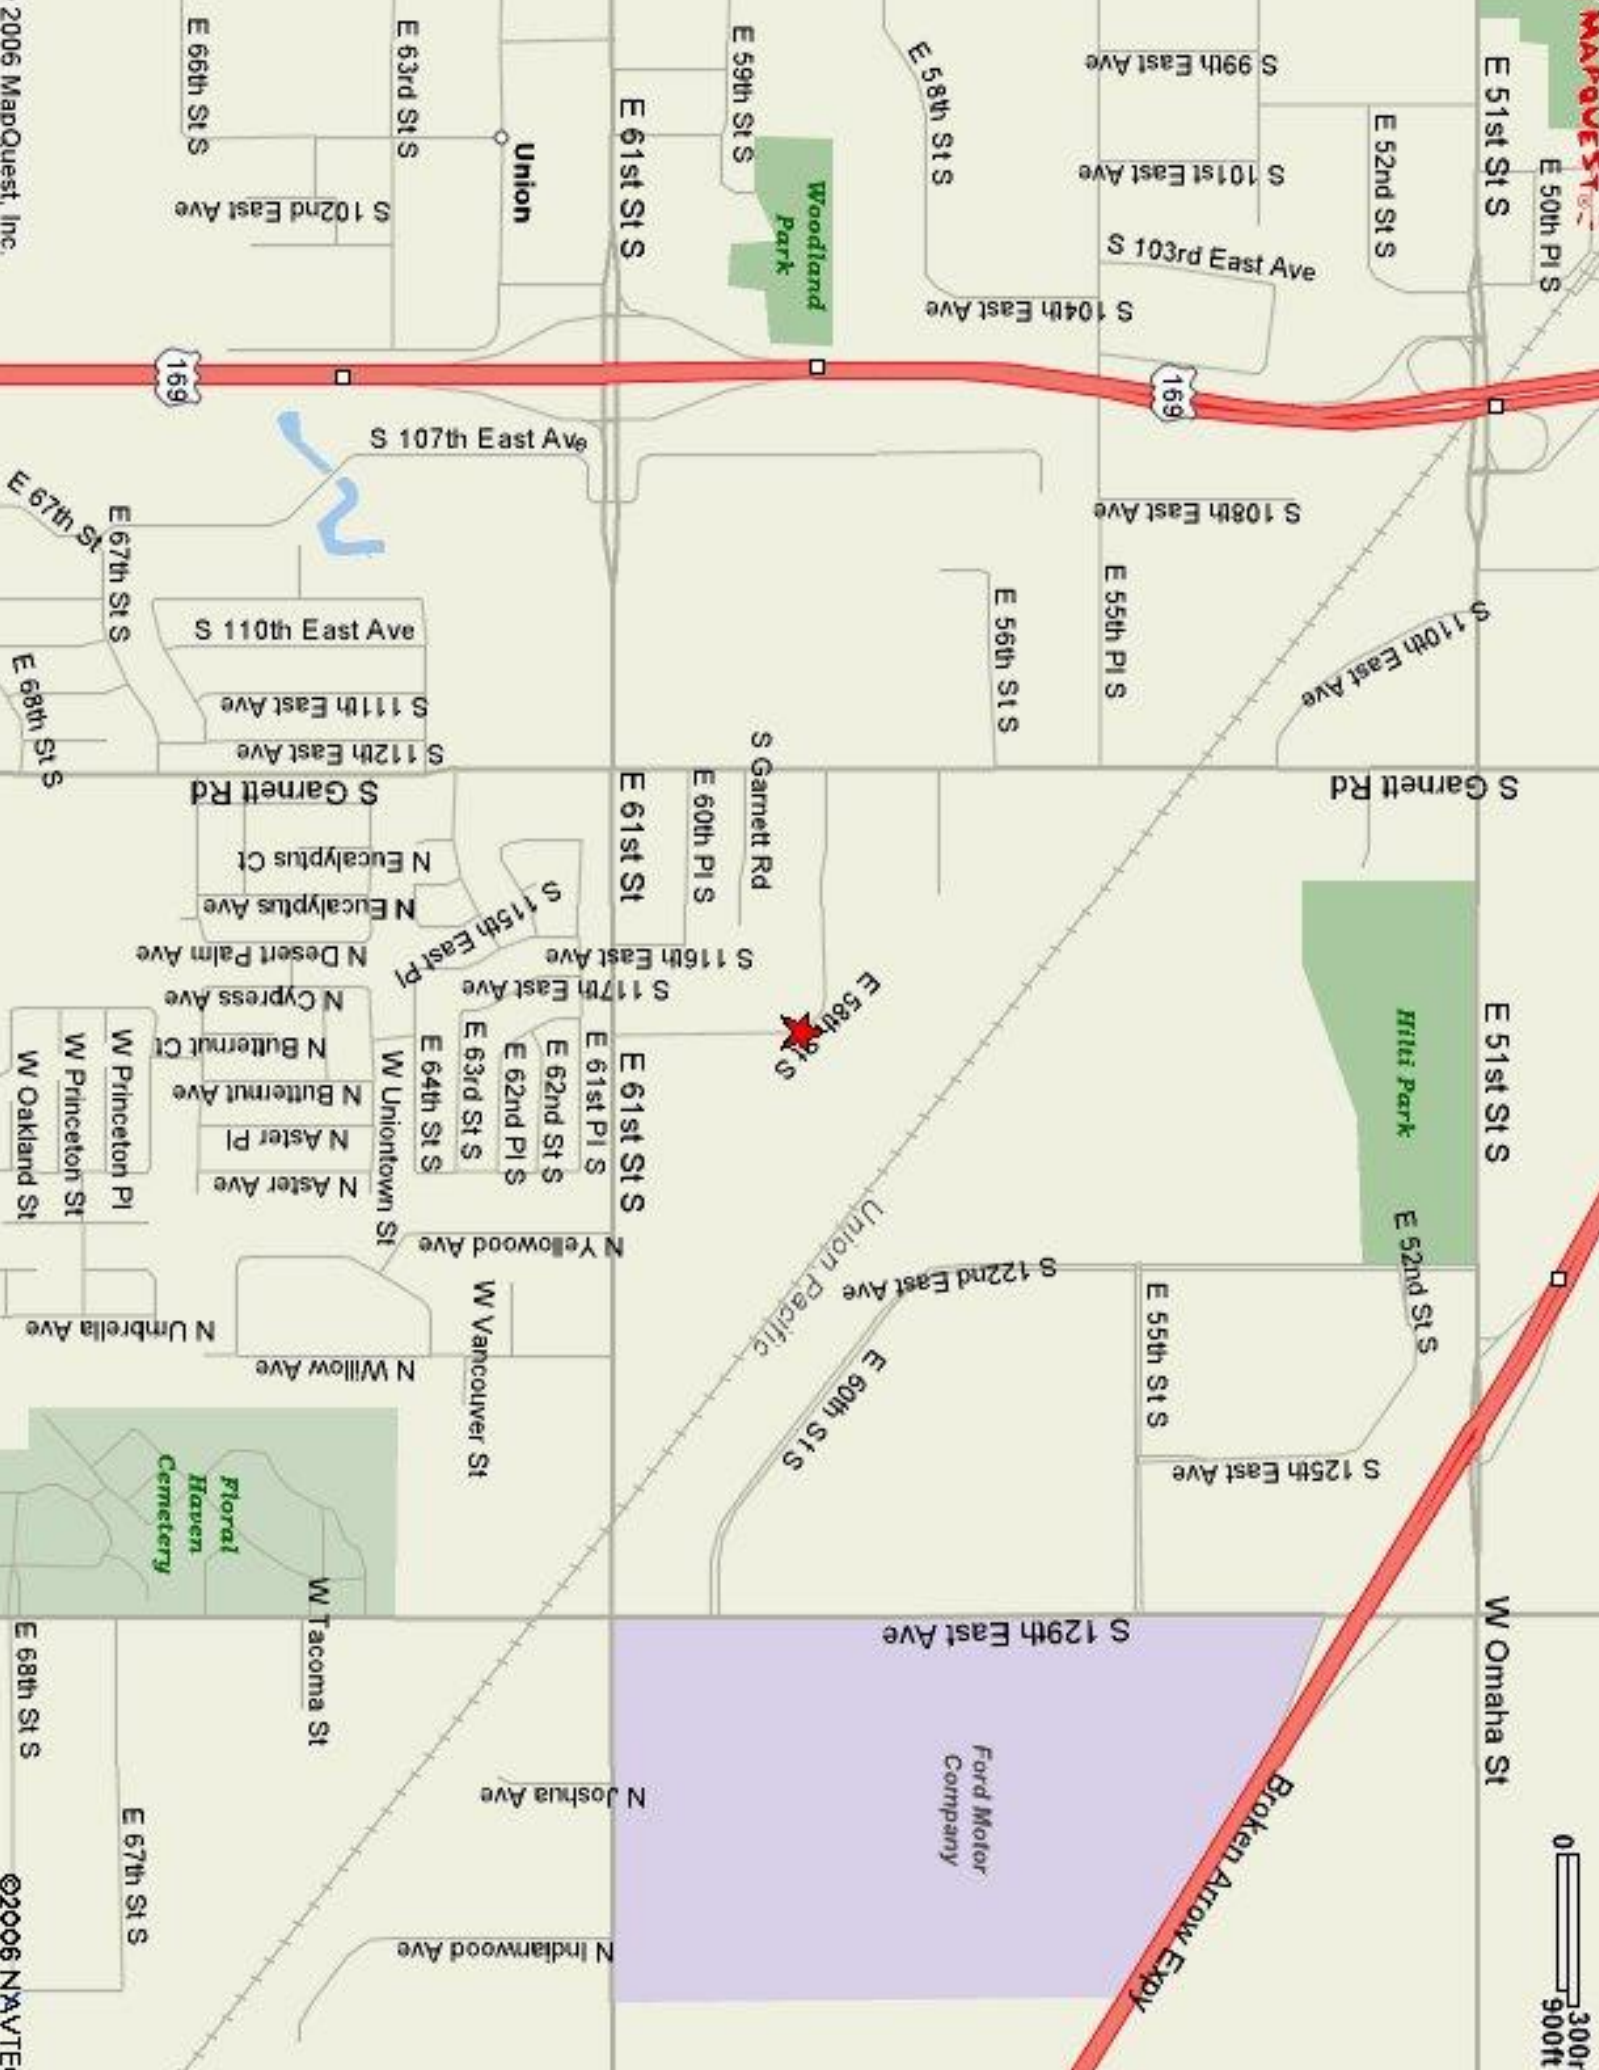 MAPQUEST®
0
300m
900ft
E 50th Pl S
E 51st St S
E 51st St S
W Omaha St
E 52nd St S
S 99th East Ave
S 101st East Ave
S 103rd East Ave
S 104th East Ave
E 58th St S
Woodland
Park
E 59th St S
E 61st St S
Union
E 63rd St S
S 102nd East Ave
E 66th St S
169
169
S 107th East Ave
S 108th East Ave
E 55th Pl S
E 56th St S
S 110th East Ave
S 110th East Ave
S 111th East Ave
S 112th East Ave
E 67th St
E 67th St S
E 68th St S
S Garnett Rd
S Garnett Rd
S Garnett Rd
E 60th Pl S
E 61st St
N Eucalyptus Ct
N Eucalyptus Ave
N Desert Palm Ave
N Cypress Ave
N Butternut Ct
N Butternut Ave
N Aster Pl
N Aster Ave
S 115th East Pl
S 116th East Ave
S 117th East Ave
E 58th St S
Hilti Park
E 52nd St S
E 61st St S
E 61st Pl S
E 62nd St S
E 62nd Pl S
E 63rd St S
E 64th St S
W Uniontown St
W Princeton Pl
W Princeton St
W Oakland St
N Yellowood Ave
Union Pacific
S 122nd East Ave
E 55th St S
E 60th St S
S 125th East Ave
W Vancouver St
N Umbrella Ave
N Willow Ave
Floral
Haven
Cemetery
W Tacoma St
S 129th East Ave
Ford Motor
Company
Broken Arrow Expy
N Joshua Ave
N Indianwood Ave
E 68th St S
E 67th St S
2006 MapQuest, Inc.
©2006 NAVTE